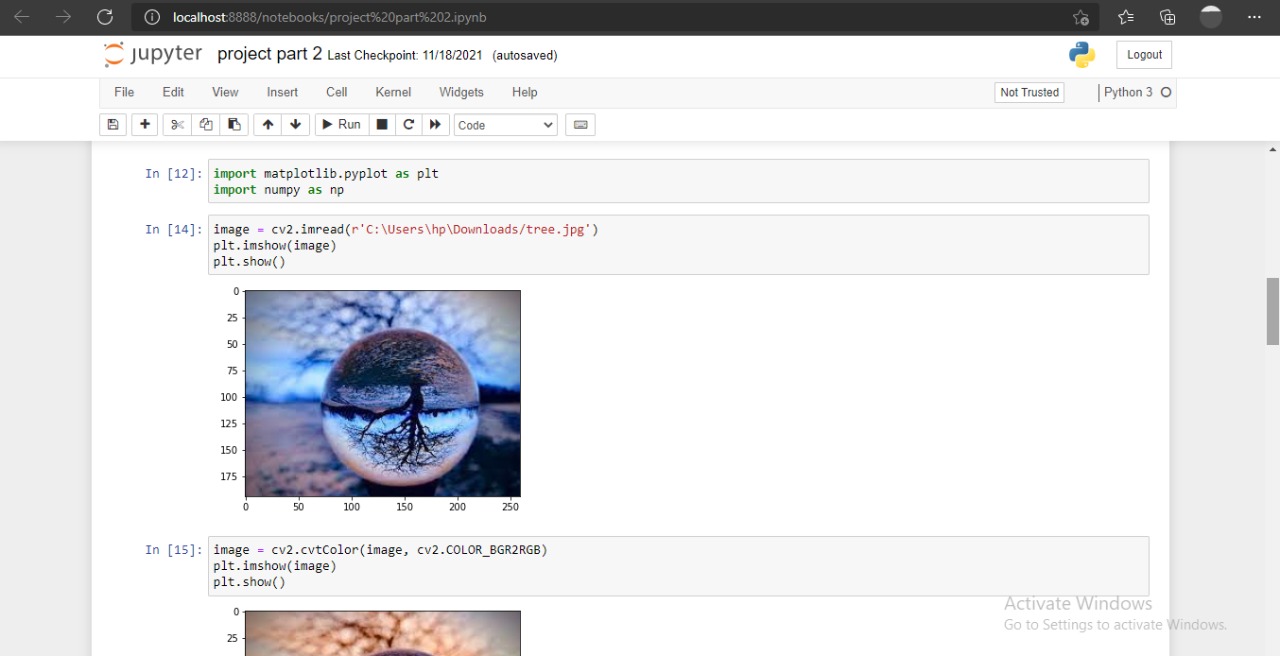 localhost:8888/notebooks/project%20part%202.ipynb
jupyter project part 2 Last Checkpoint: 11/18/2021 (autosaved)
Logout
File Edit View Insert Cell Kernel Widgets Help
Not Trusted
Python 3
Run
Code
In [12]: import matplotlib.pyplot as plt
import numpy as np
In [14]: image = cv2.imread(r'C:\Users\hp\Downloads/tree.jpg')
plt.imshow(image)
plt.show()
0
25
50
75
100
125
150
175
0 50 100 150 200 250
In [15]: image = cv2.cvtColor(image, cv2.COLOR_BGR2RGB)
plt.imshow(image)
plt.show()
0
25
Activate Windows
Go to Settings to activate Windows.